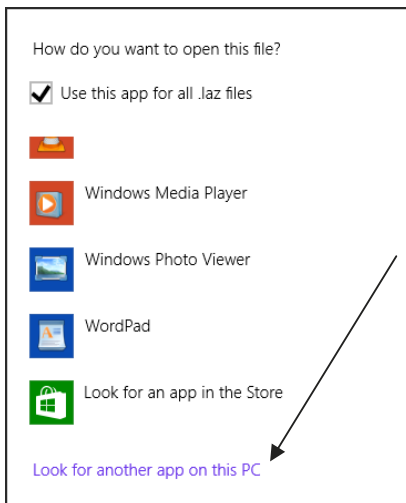 How do you want to open this file?
Use this app for all .laz files
Windows Media Player
Windows Photo Viewer
WordPad
Look for an app in the Store
Look for another app on this PC